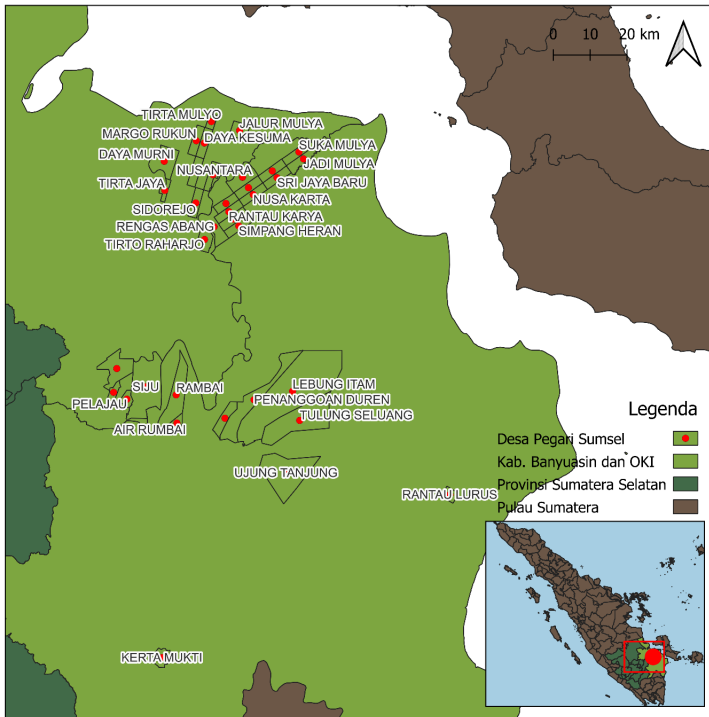 0 10 20 km
TIRTA MULYO
JALUR MULYA
MARGO RUKUN
DAYA KESUMA
SUKA MULYA
DAYA MURNI
JADI MULYA
NUSANTARA
SRI JAYA BARU
TIRTA JAYA
NUSA KARTA
SIDOREJO
RANTAU KARYA
RENGAS ABANG
SIMPANG HERAN
TIRTO RAHARJO
SIJU
RAMBAI
LEBUNG ITAM
PELAJAU
PENANGGOAN DUREN
TULUNG SELUANG
AIR RUMBAI
UJUNG TANJUNG
RANTAU LURUS
KERTA MUKTI
Legenda
Desa Pegari Sumsel
Kab. Banyuasin dan OKI
Provinsi Sumatera Selatan
Pulau Sumatera